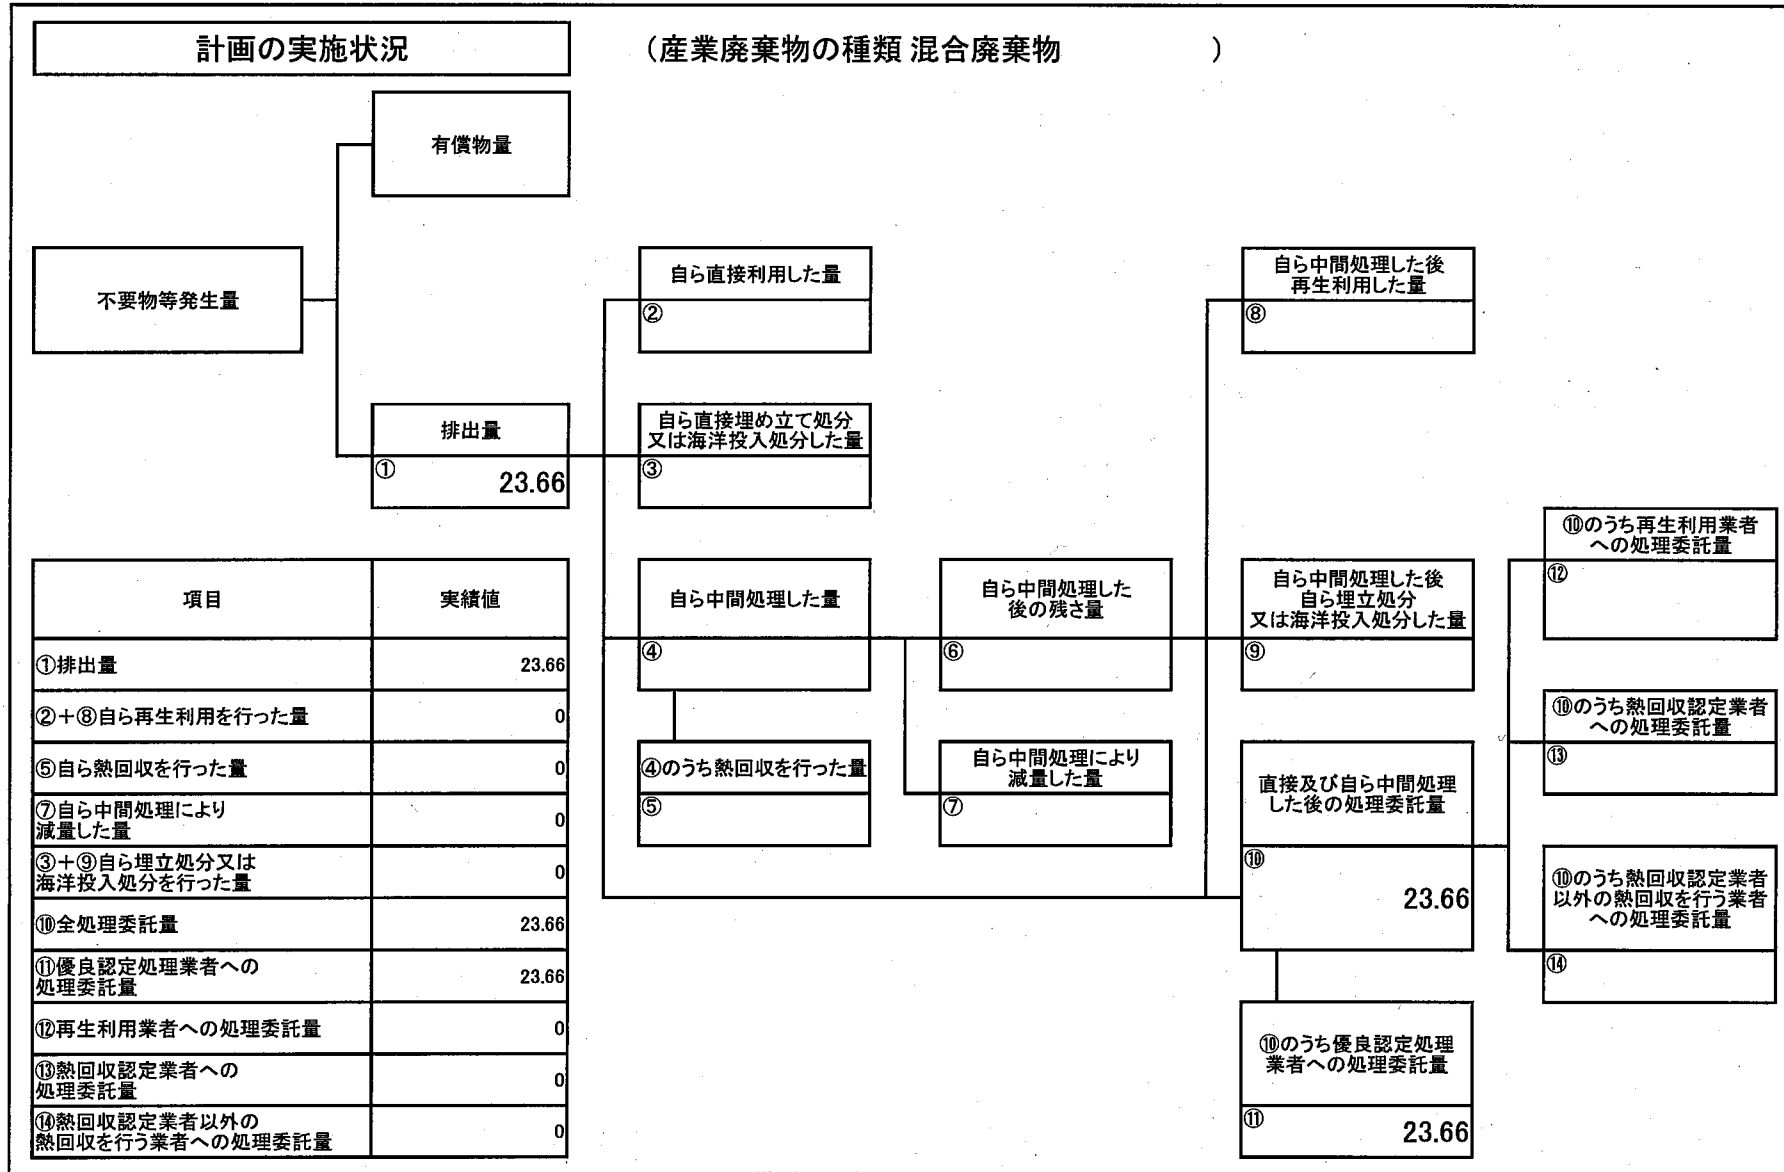 計画の実施状況
（産業廃棄物の種類 混合廃棄物　　　　　）
有償物量
不要物等発生量
排出量
①
23.66
自ら直接利用した量
②
自ら直接埋め立て処分
又は海洋投入処分した量
③
自ら中間処理した後
再生利用した量
⑧
自ら中間処理した量
④
自ら中間処理した
後の残さ量
⑥
自ら中間処理した後
自ら埋立処分
又は海洋投入処分した量
⑨
④のうち熱回収を行った量
⑤
自ら中間処理により
減量した量
⑦
直接及び自ら中間処理
した後の処理委託量
⑩
23.66
⑩のうち優良認定処理
業者への処理委託量
⑪
23.66
⑩のうち再生利用業者
への処理委託量
⑫
⑩のうち熱回収認定業者
への処理委託量
⑬
⑩のうち熱回収認定業者
以外の熱回収を行う業者
への処理委託量
⑭
項目 実績値
①排出量 23.66
②＋⑧自ら再生利用を行った量 0
⑤自ら熱回収を行った量 0
⑦自ら中間処理により
減量した量 0
③＋⑨自ら埋立処分又は
海洋投入処分を行った量 0
⑩全処理委託量 23.66
⑪優良認定処理業者への
処理委託量 23.66
⑫再生利用業者への処理委託量 0
⑬熱回収認定業者への
処理委託量 0
⑭熱回収認定業者以外の
熱回収を行う業者への処理委託量 0